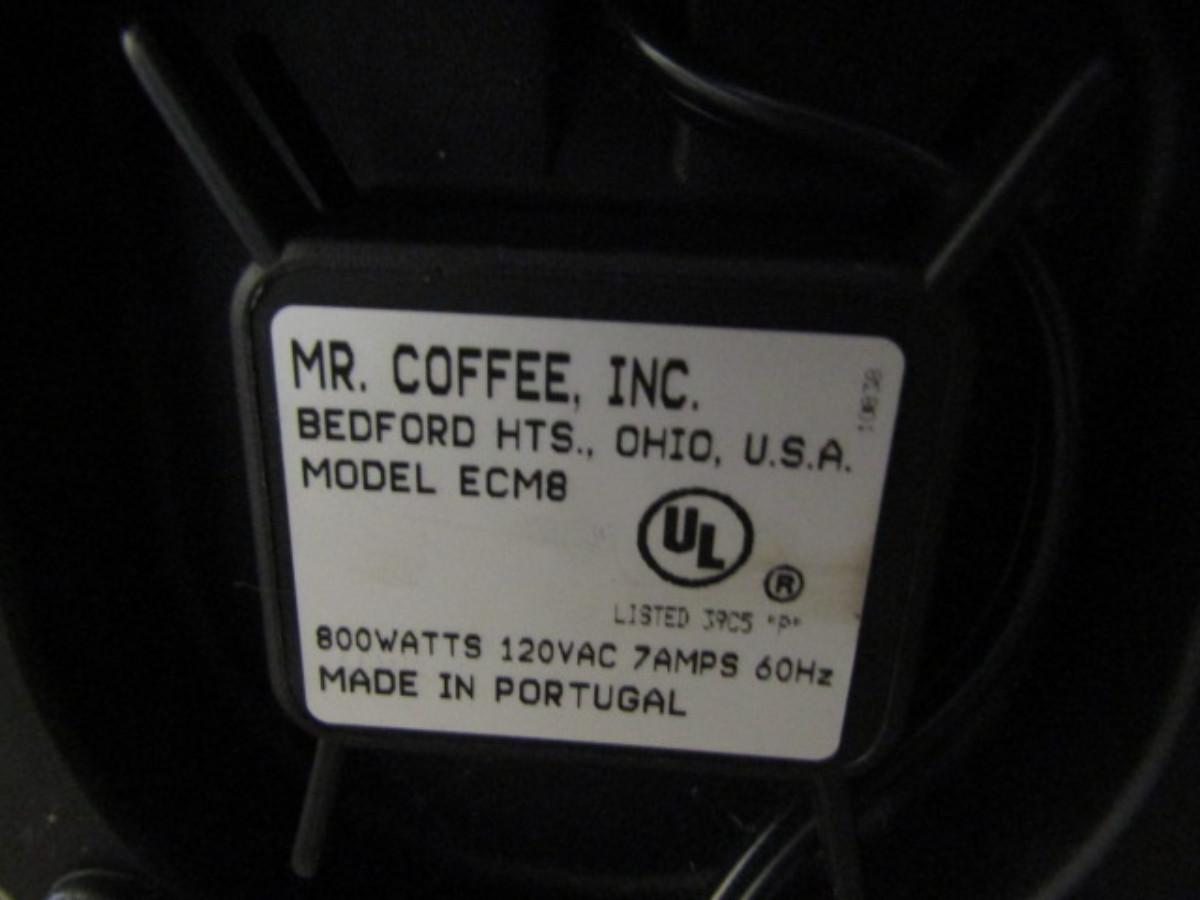 MR. COFFEE, INC.
BEDFORD HTS., OHIO, U.S.A.
MODEL ECM8
UL
®
LISTED 39C5 "P"
800WATTS 120VAC 7AMPS 60Hz
MADE IN PORTUGAL